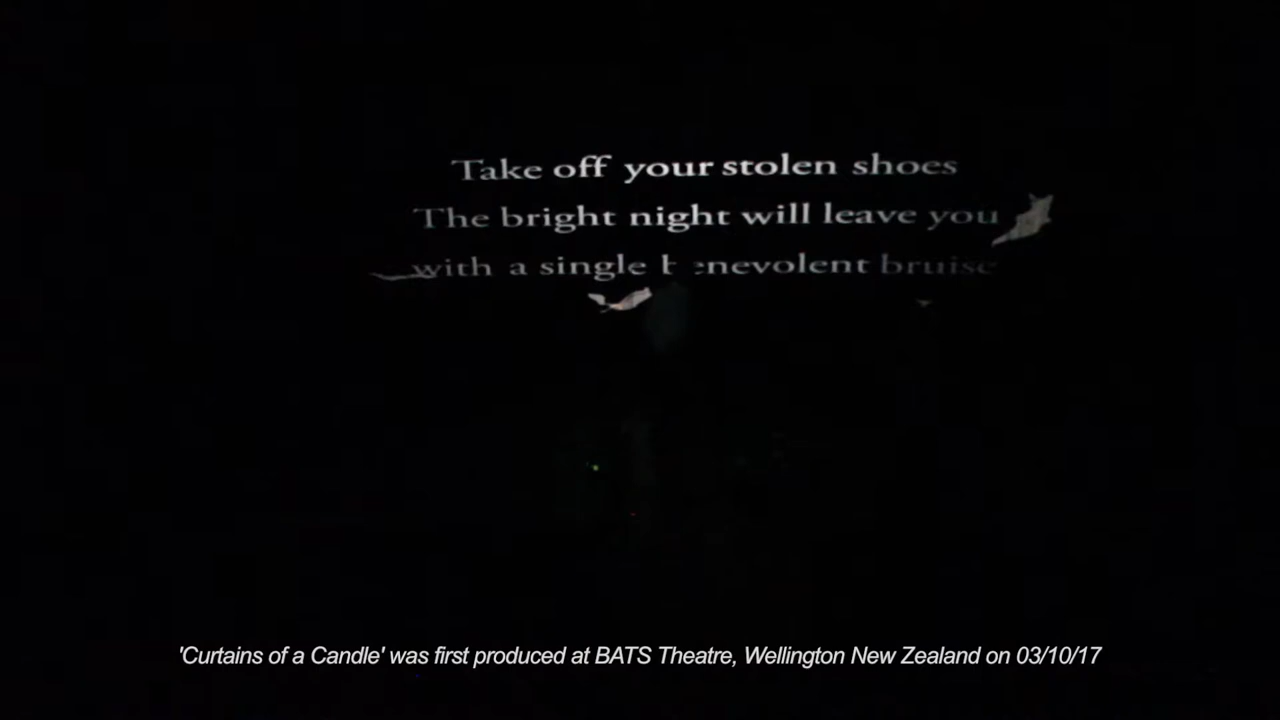 Take off your stolen shoes
The bright night will leave you
with a single benevolent bruise
'Curtains of a Candle' was first produced at BATS Theatre, Wellington New Zealand on 03/10/17